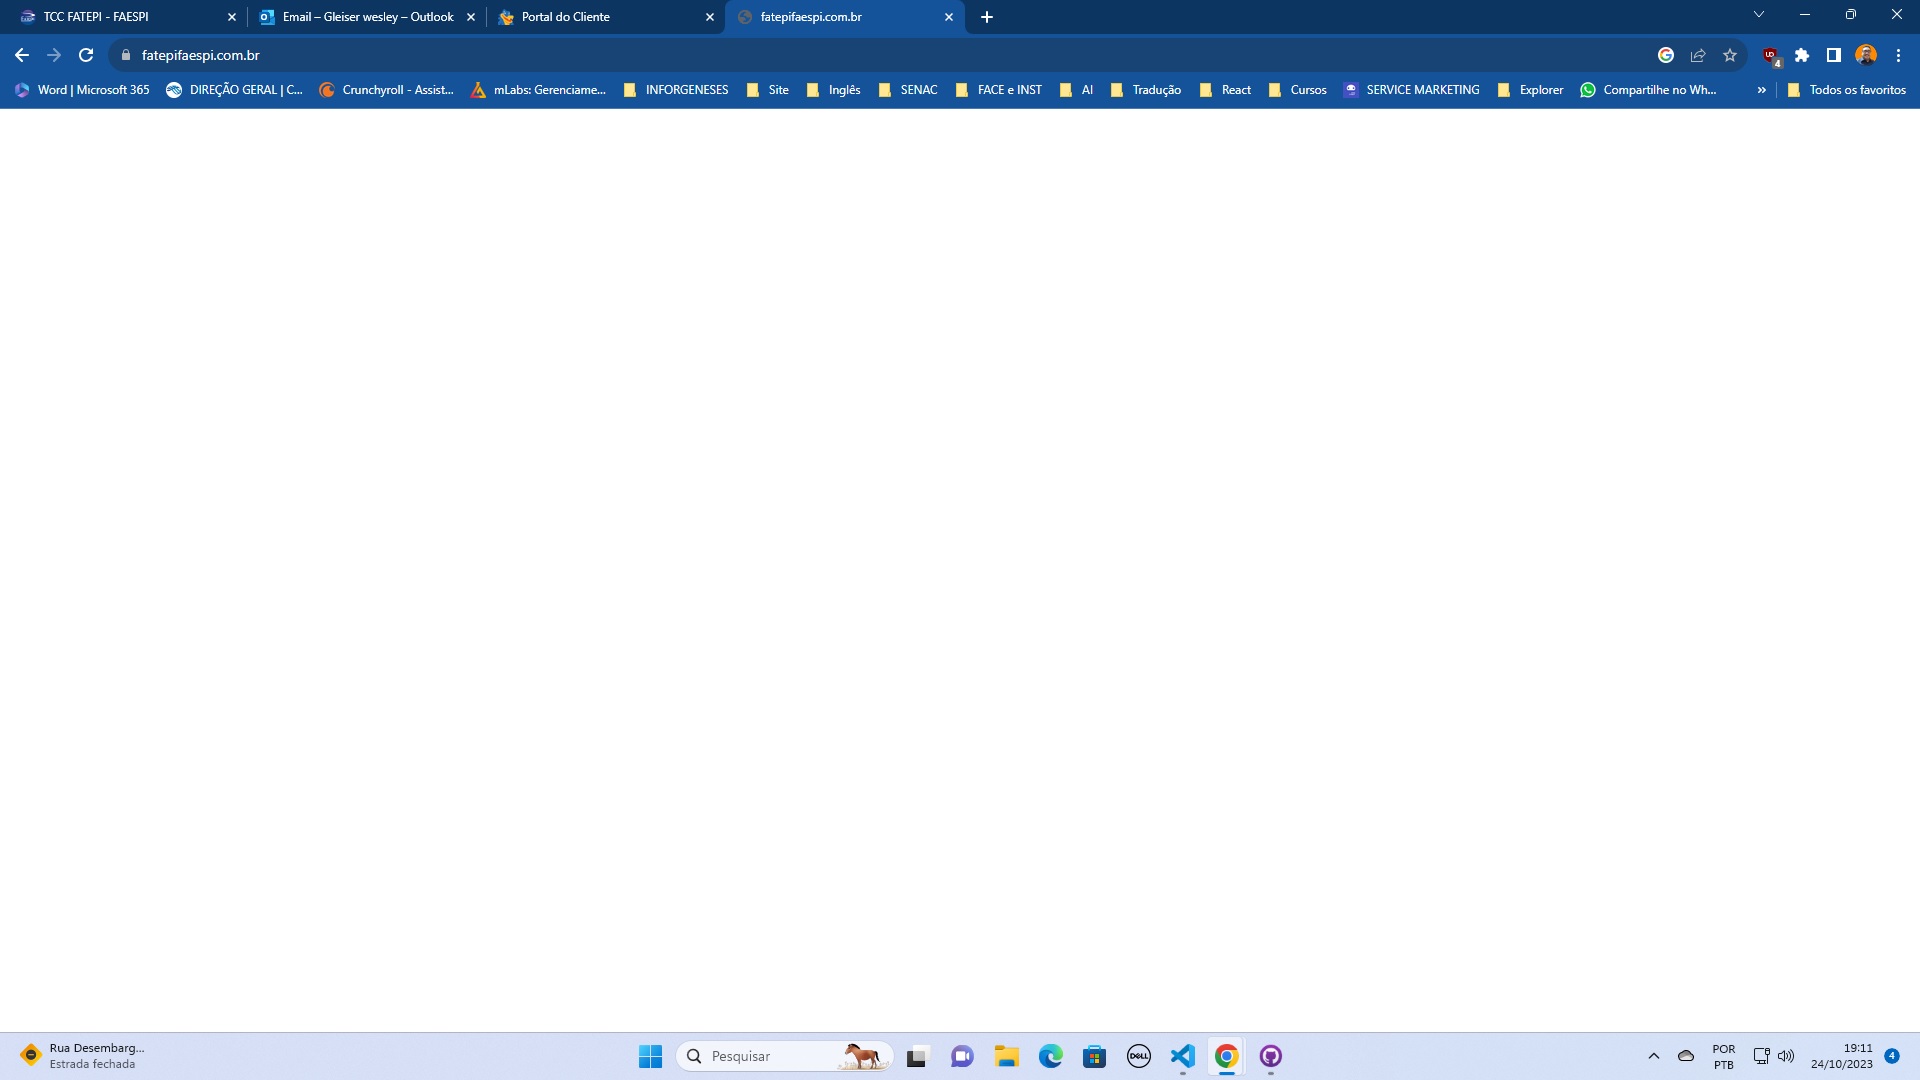 TCC FATEPI - FAESPI
Email – Gleiser wesley – Outlook
Portal do Cliente
fatepifaespi.com.br
fatepifaespi.com.br
4
Word | Microsoft 365
DIREÇÃO GERAL | C...
Crunchyroll - Assist...
mLabs: Gerenciame...
INFORGENESES
Site
Inglês
SENAC
FACE e INST
AI
Tradução
React
Cursos
SERVICE MARKETING
Explorer
Compartilhe no Wh...
»
Todos os favoritos
Rua Desembarg...
Estrada fechada
Pesquisar
DELL
POR
PTB
19:11
24/10/2023
4